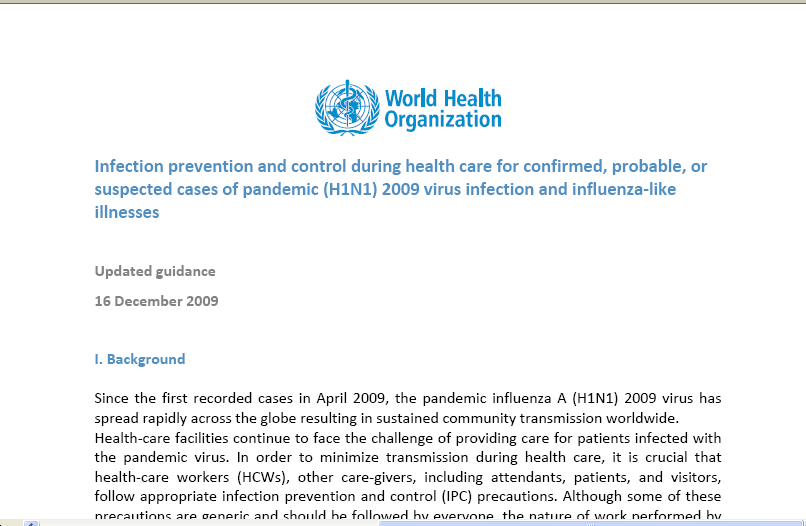 World Health
Organization
Infection prevention and control during health care for confirmed, probable, or
suspected cases of pandemic (H1N1) 2009 virus infection and influenza-like
illnesses
Updated guidance
16 December 2009
I. Background
Since the first recorded cases in April 2009, the pandemic influenza A (H1N1) 2009 virus has
spread rapidly across the globe resulting in sustained community transmission worldwide.
Health-care facilities continue to face the challenge of providing care for patients infected with
the pandemic virus. In order to minimize transmission during health care, it is crucial that
health-care workers (HCWs), other care-givers, including attendants, patients, and visitors,
follow appropriate infection prevention and control (IPC) precautions. Although some of these
precautions are generic and should be followed by everyone, the nature of work performed by